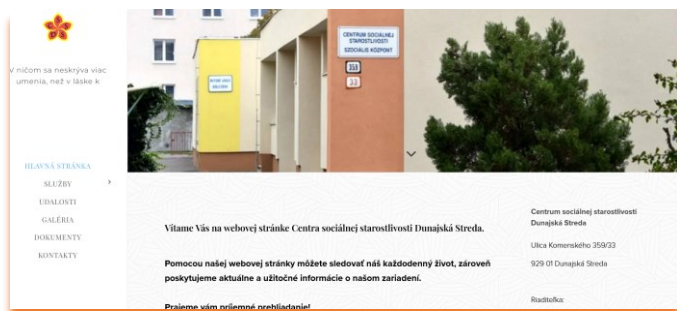 V ničom sa neskrýva viac
umenia, než v láske k
HLAVNÁ STRÁNKA
SLUŽBY
UDALOSTI
GALÉRIA
DOKUMENTY
KONTAKTY
CENTRUM SOCIÁLNEJ
STAROSTLIVOSTI
SZOCIÁLIS KÖZPONT
359
33
Vítame Vás na webovej stránke Centra sociálnej starostlivosti Dunajská Streda.
Pomocou našej webovej stránky môžete sledovať náš každodenný život, zároveň
poskytujeme aktuálne a užitočné informácie o našom zariadení.
Prajeme vám príjemné prehliadanie!
Centrum sociálnej starostlivosti
Dunajská Streda
Ulica Komenského 359/33
929 01 Dunajská Streda
Riaditeľka: